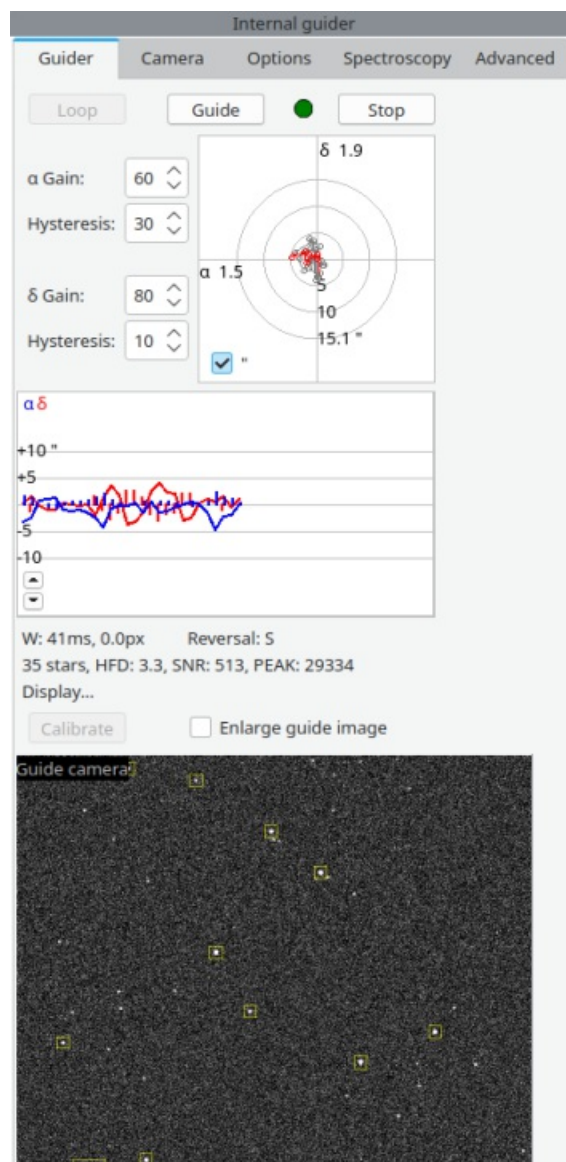 Internal guider
Guider Camera Options Spectroscopy Advanced
Loop Guide Stop
δ 1.9
α Gain: 60
Hysteresis: 30
α 1.5
δ Gain: 80
5
10
Hysteresis: 10
15.1 "
"
α δ
+10 "
+5
-5
-10
W: 41ms, 0.0px Reversal: S
35 stars, HFD: 3.3, SNR: 513, PEAK: 29334
Display...
Calibrate Enlarge guide image
Guide camera